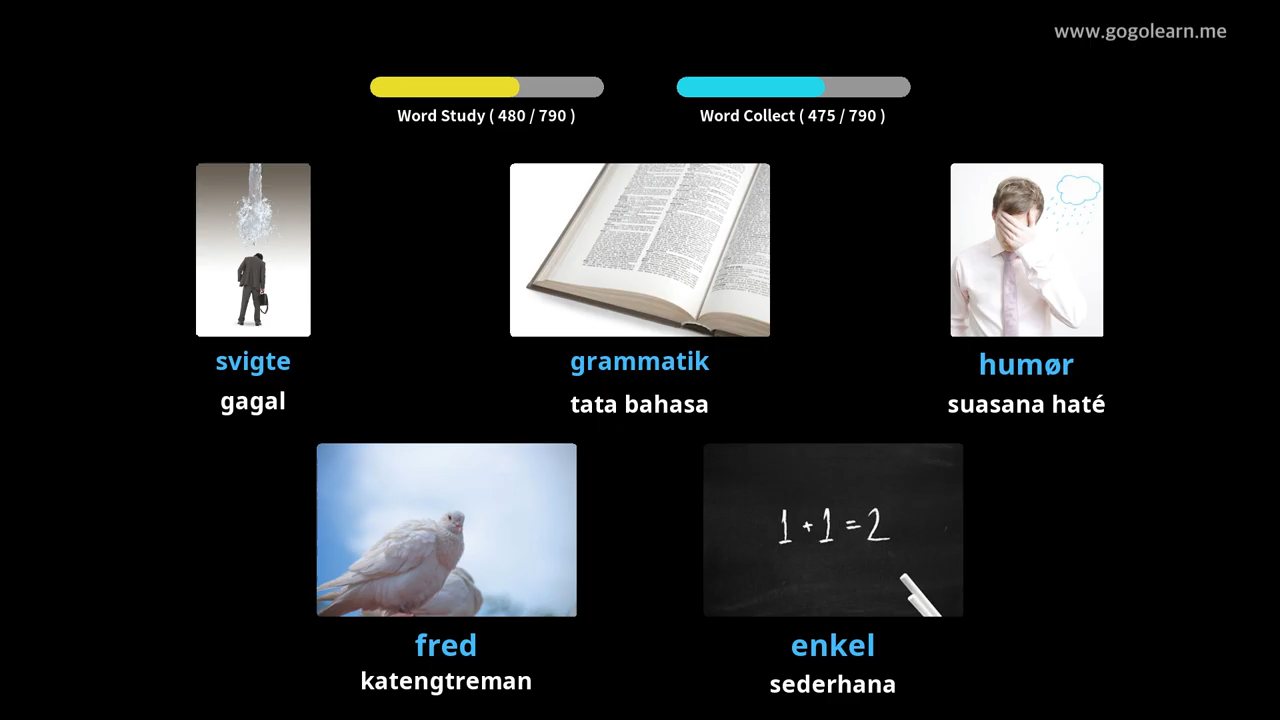 www.gogolearn.me
Word Study ( 480 / 790 )
Word Collect ( 475 / 790 )
svigte
grammatik
humør
gagal
tata bahasa
suasana haté
1 + 1 = 2
fred
enkel
katengtreman
sederhana